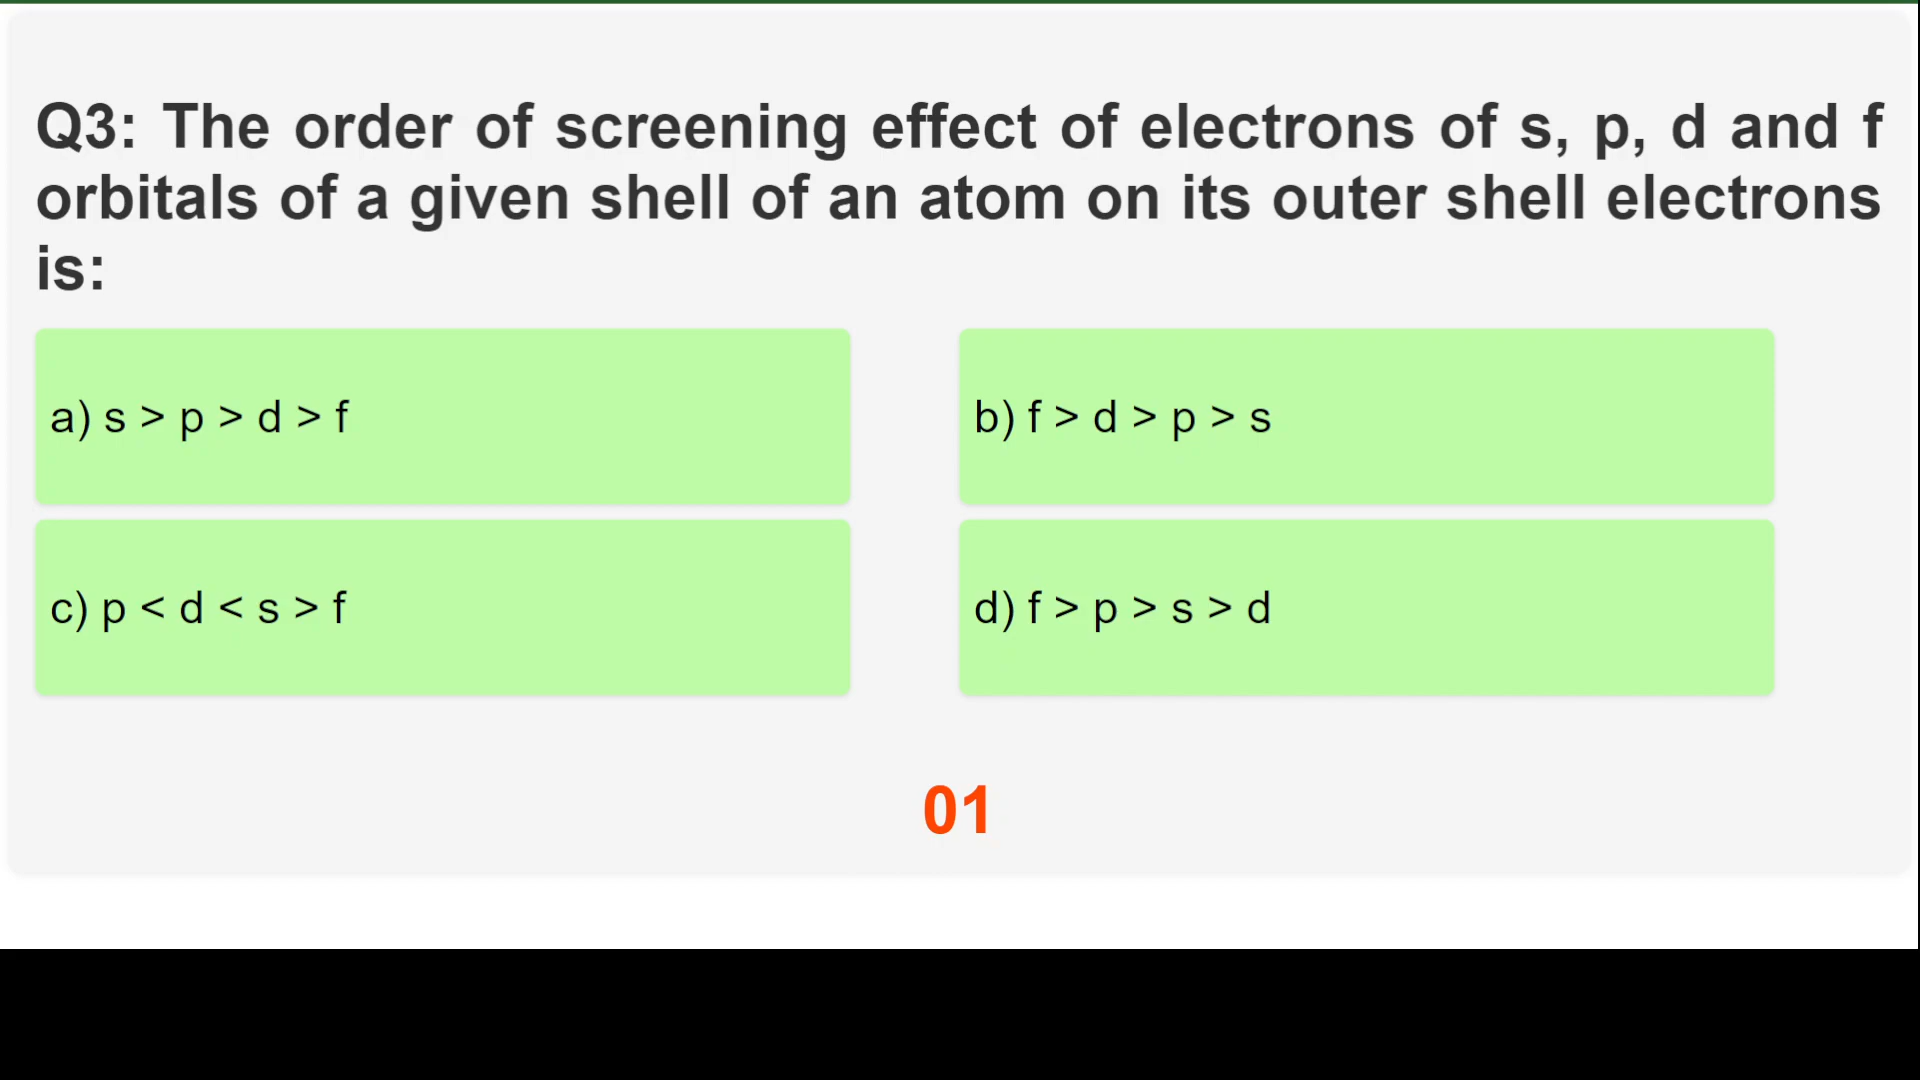 Q3: The order of screening effect of electrons of s, p, d and f
orbitals of a given shell of an atom on its outer shell electrons
is:
a) s > p > d > f
b) f > d > p > s
c) p < d < s > f
d) f > p > s > d
01